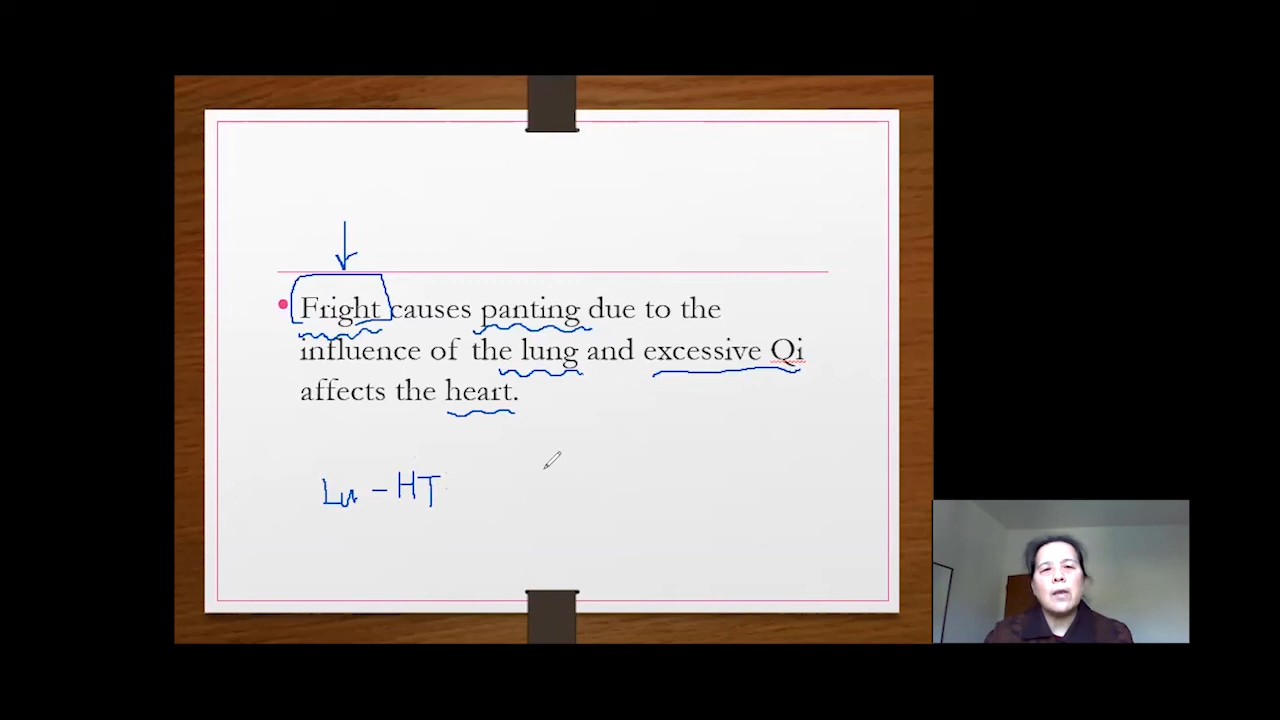 Fright causes panting due to the
influence of the lung and excessive Qi
affects the heart.
Lu - HT